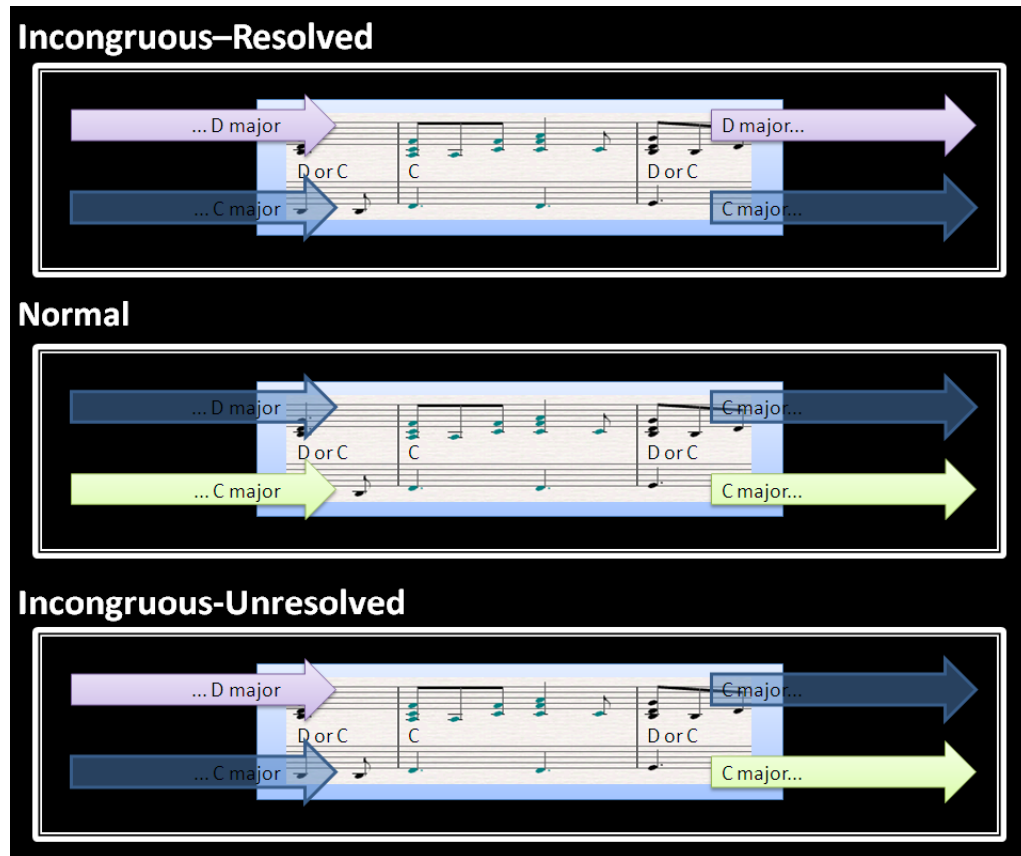 Incongruous–Resolved
... D major
D major...
D or C
C
D or C
... C major
C major...
Normal
... D major
C major...
D or C
C
D or C
... C major
C major...
Incongruous-Unresolved
... D major
C major...
D or C
C
D or C
... C major
C major...